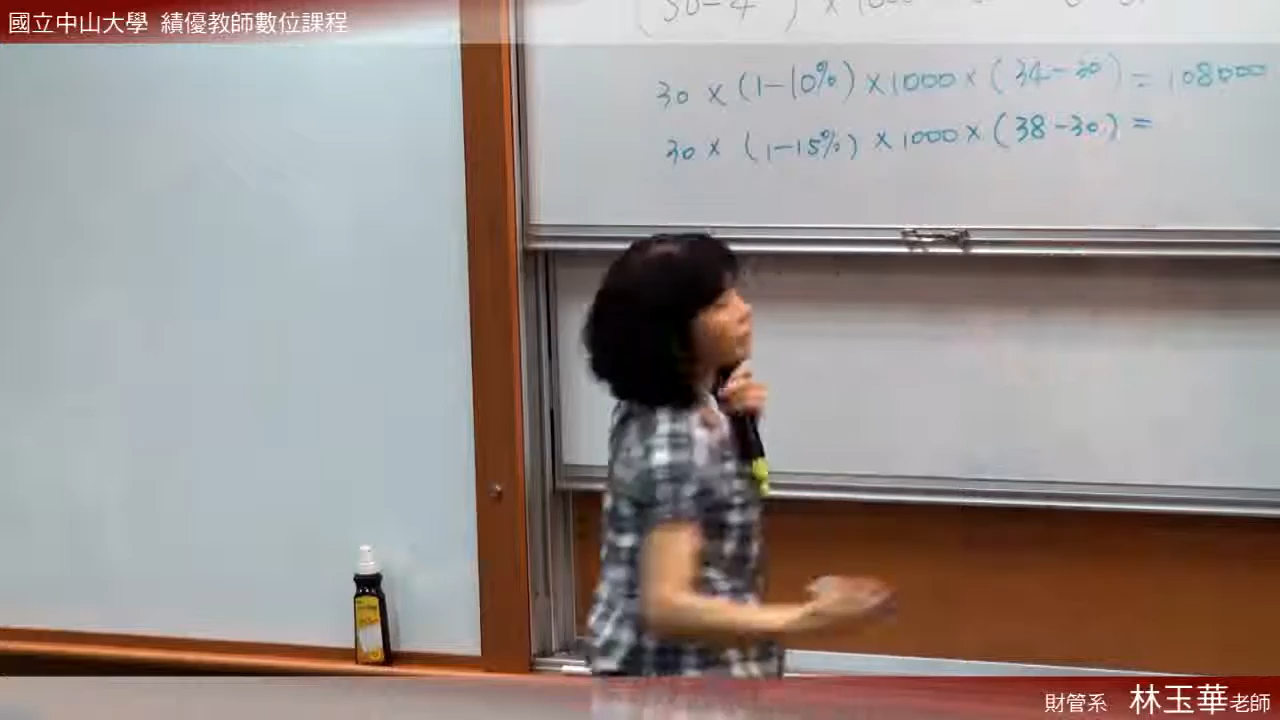 國立中山大學 績優教師數位課程
30 × (1-10%) × 1000 × (34-30) = 108000
30 × (1-15%) × 1000 × (38-30) =
財管系 林玉華老師